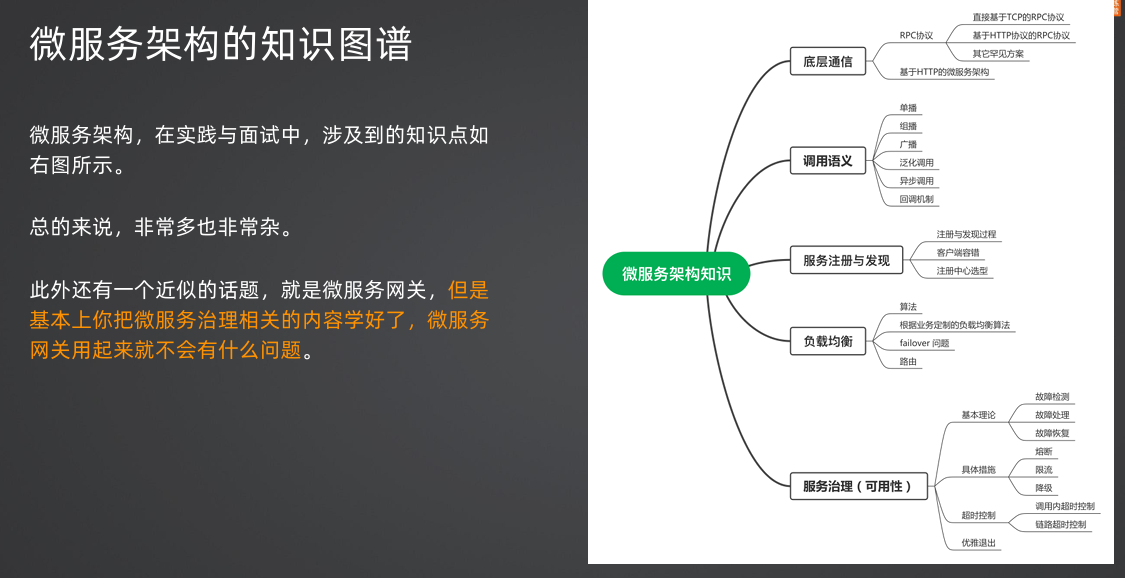 微服务架构的知识图谱
微服务架构，在实践与面试中，涉及到的知识点如
右图所示。
总的来说，非常多也非常杂。
此外还有一个近似的话题，就是微服务网关，但是
基本上你把微服务治理相关的内容学好了，微服务
网关用起来就不会有什么问题。
微服务架构知识
底层通信
RPC协议
直接基于TCP的RPC协议
基于HTTP协议的RPC协议
其它罕见方案
基于HTTP的微服务架构
调用语义
单播
组播
广播
泛化调用
异步调用
回调机制
服务注册与发现
注册与发现过程
客户端容错
注册中心选型
负载均衡
算法
根据业务定制的负载均衡算法
failover 问题
路由
服务治理（可用性）
基本理论
故障检测
故障处理
故障恢复
具体措施
熔断
限流
降级
超时控制
调用内超时控制
链路超时控制
优雅退出